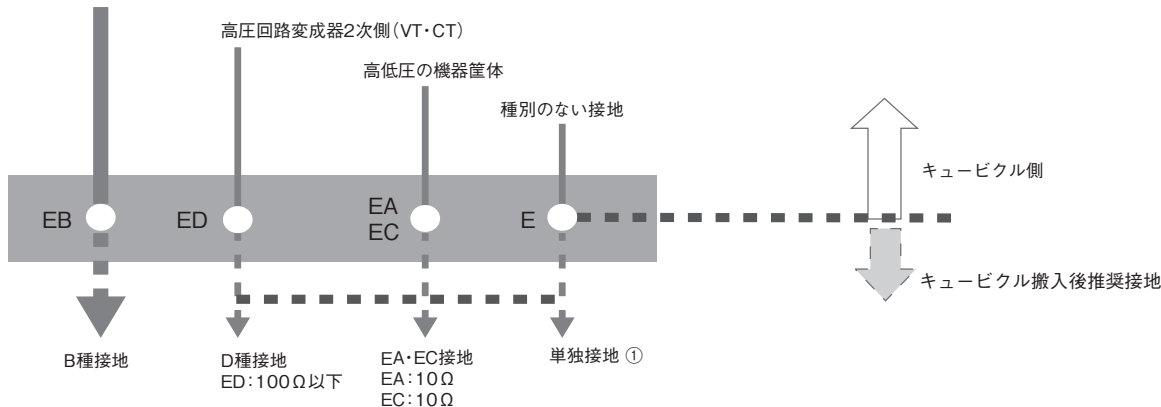 高圧回路変成器2次側(VT・CT)
高低圧の機器筐体
種別のない接地
キュービクル側
EB
ED
EA
EC
E
キュービクル搬入後推奨接地
B種接地
D種接地
ED:100Ω以下
EA・EC接地
EA:10Ω
EC:10Ω
単独接地 ①